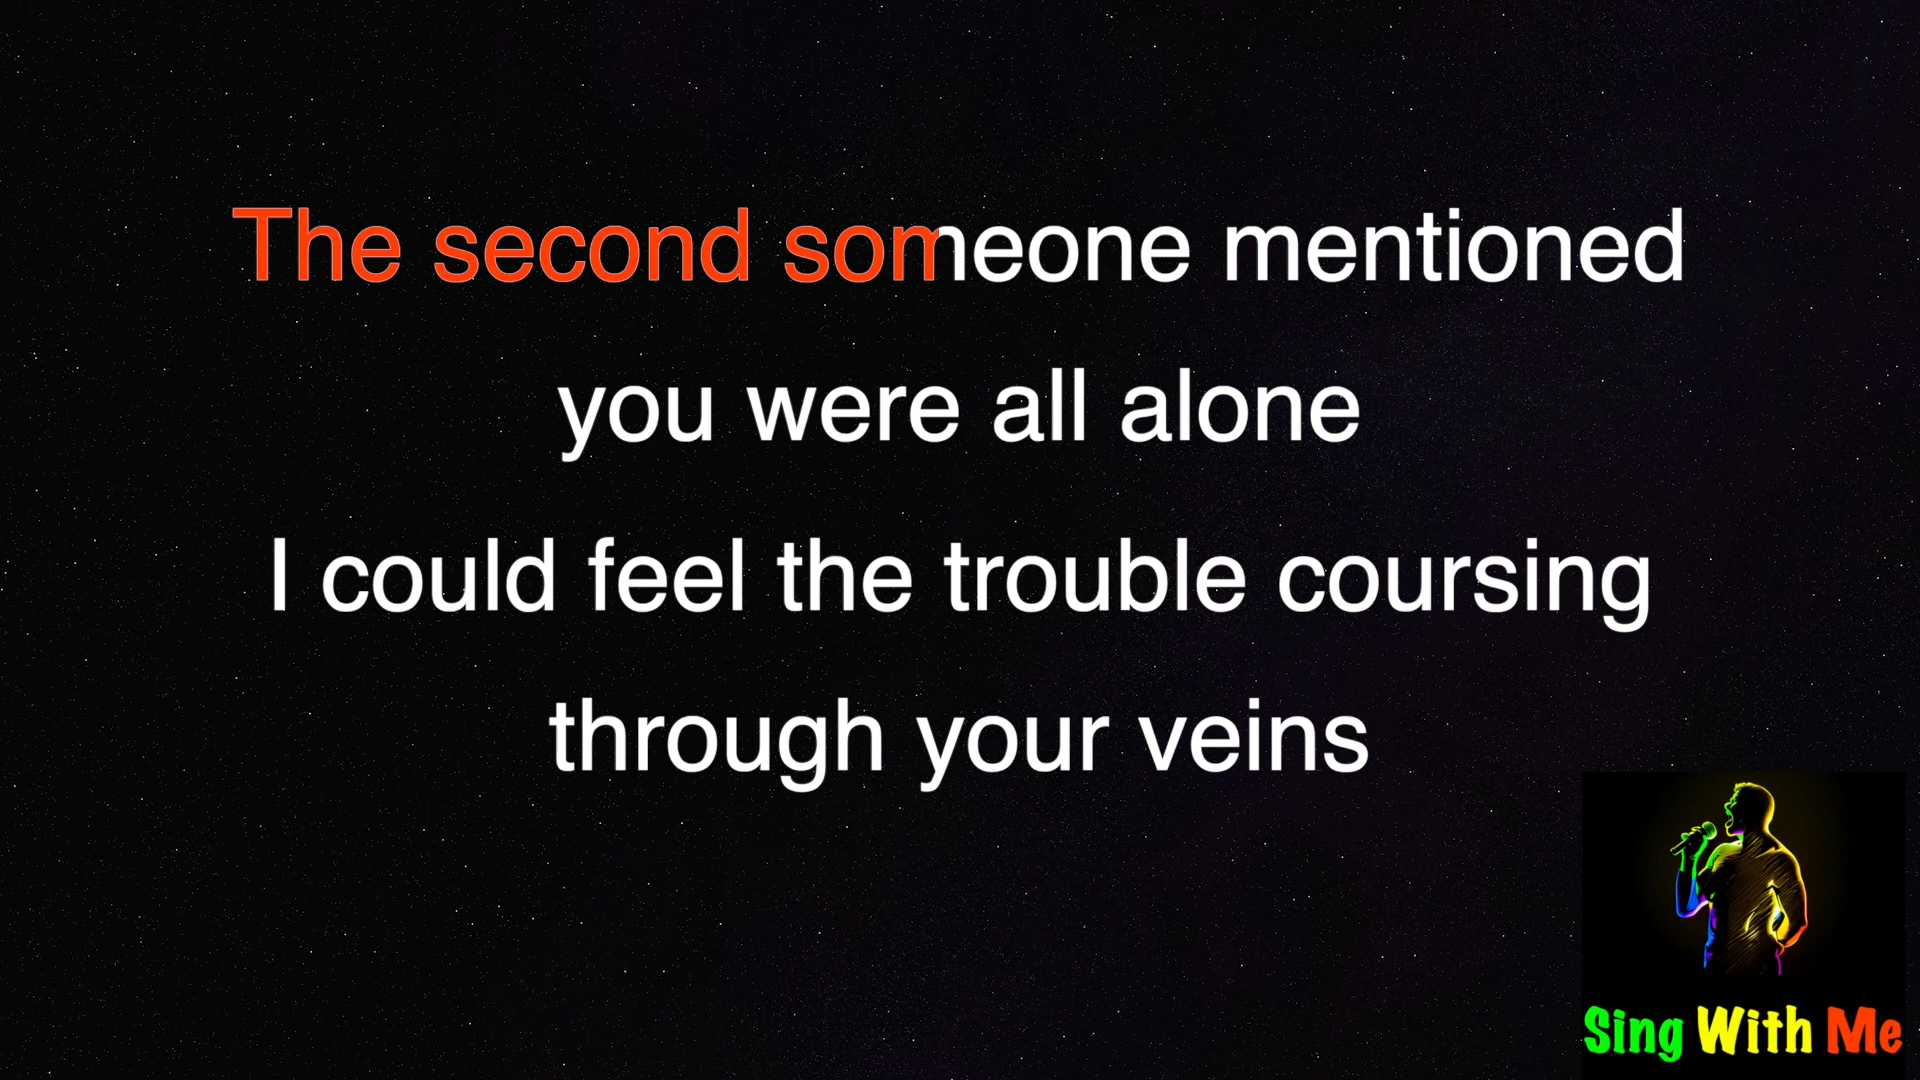 The second someone mentioned
you were all alone
I could feel the trouble coursing
through your veins
Sing With Me